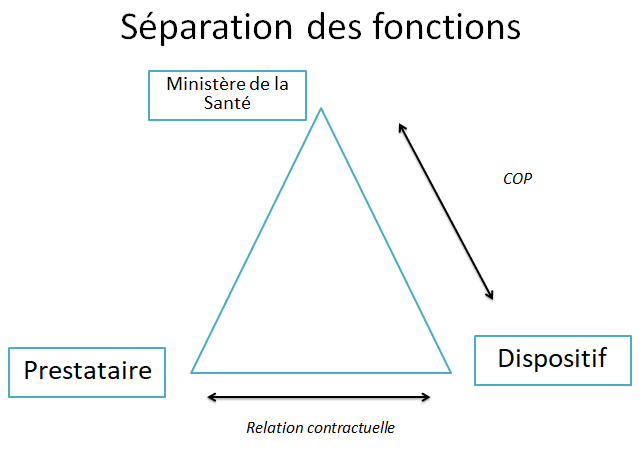 Séparation des fonctions
Ministère de la
Santé
COP
Prestataire
Dispositif
Relation contractuelle